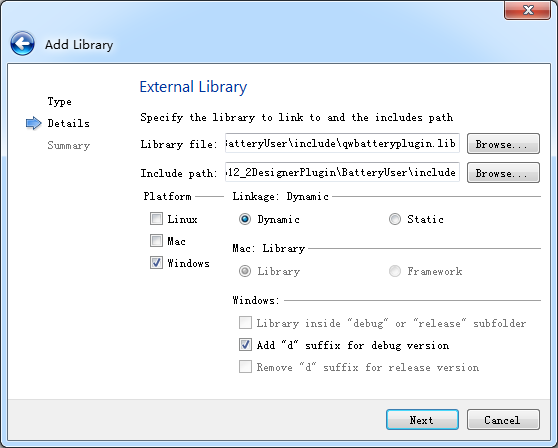 Add Library
External Library
Type
Details
Summary
Specify the library to link to and the includes path
Library file: BatteryUser\include\qwbatteryplugin.lib Browse...
Include path: 12_2DesignerPlugin\BatteryUser\include Browse...
Platform Linkage: Dynamic
Linux Dynamic Static
Mac Mac: Library
Windows Library Framework
Windows:
Library inside "debug" or "release" subfolder
Add "d" suffix for debug version
Remove "d" suffix for release version
Next Cancel